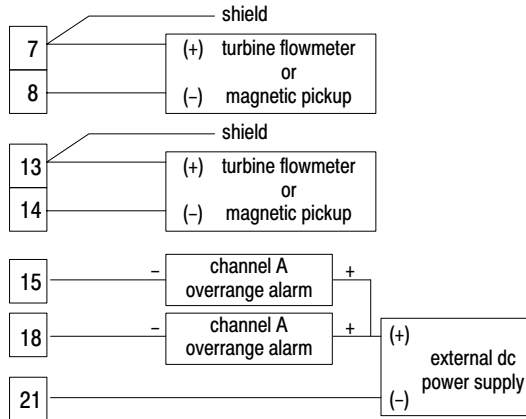 shield
7 (+) turbine flowmeter
or
8 (–) magnetic pickup
shield
13 (+) turbine flowmeter
or
14 (–) magnetic pickup
15 – channel A +
overrange alarm
18 – channel A +
overrange alarm
(+)
external dc
power supply
21 (–)